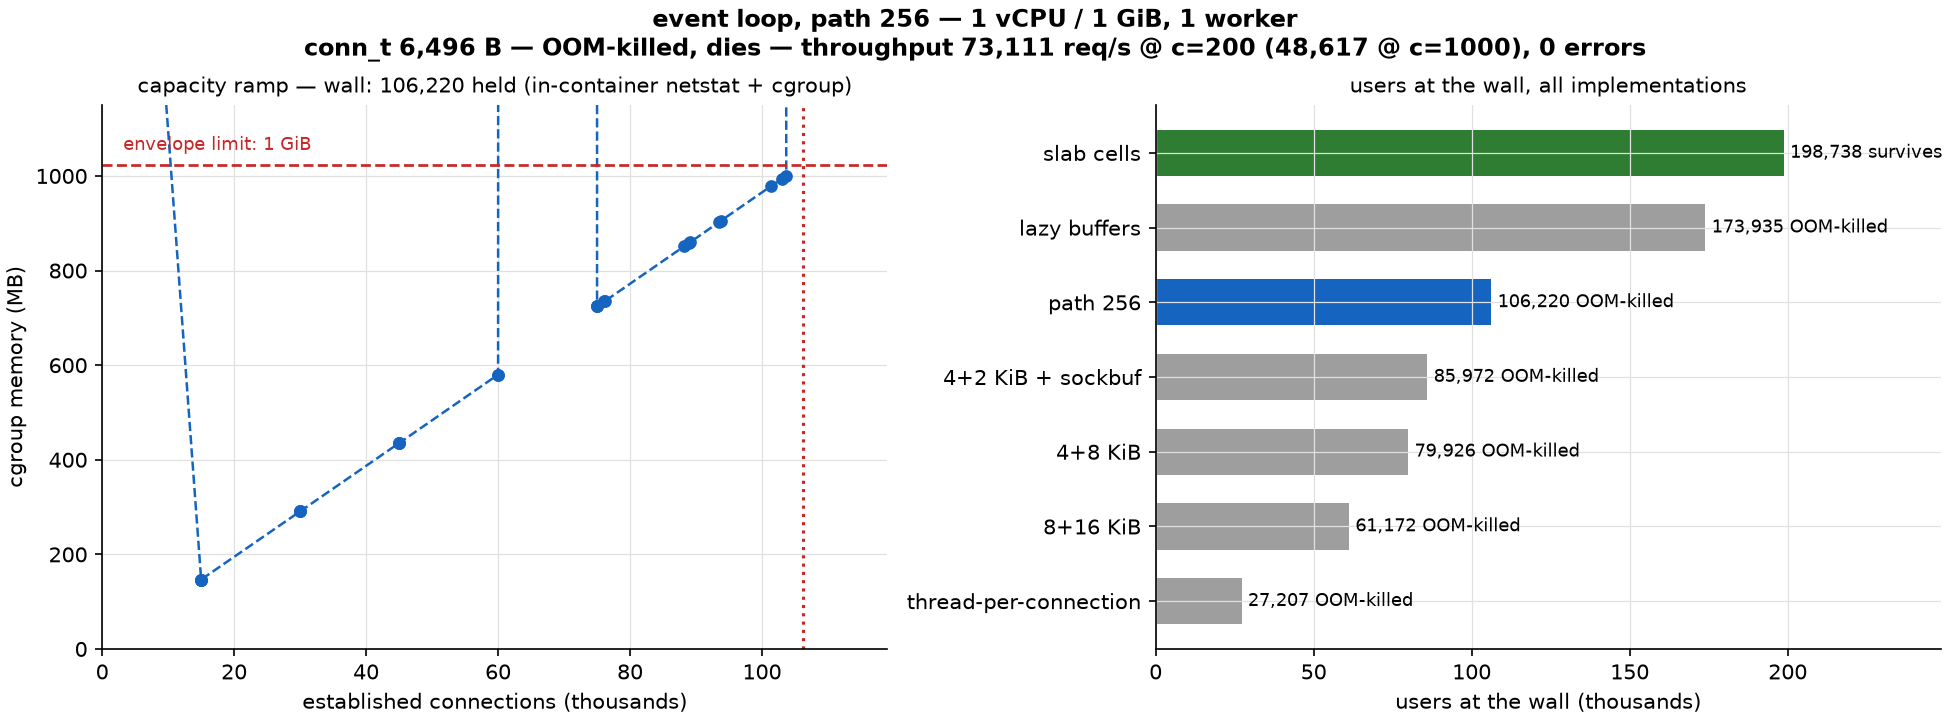 event loop, path 256 — 1 vCPU / 1 GiB, 1 worker
conn_t 6,496 B — OOM-killed, dies — throughput 73,111 req/s @ c=200 (48,617 @ c=1000), 0 errors
capacity ramp — wall: 106,220 held (in-container netstat + cgroup)
envelope limit: 1 GiB
1000
800
600
400
200
0
0 20 40 60 80 100
established connections (thousands)
cgroup memory (MB)
users at the wall, all implementations
slab cells 198,738 survives
lazy buffers 173,935 OOM-killed
path 256 106,220 OOM-killed
4+2 KiB + sockbuf 85,972 OOM-killed
4+8 KiB 79,926 OOM-killed
8+16 KiB 61,172 OOM-killed
thread-per-connection 27,207 OOM-killed
0 50 100 150 200
users at the wall (thousands)